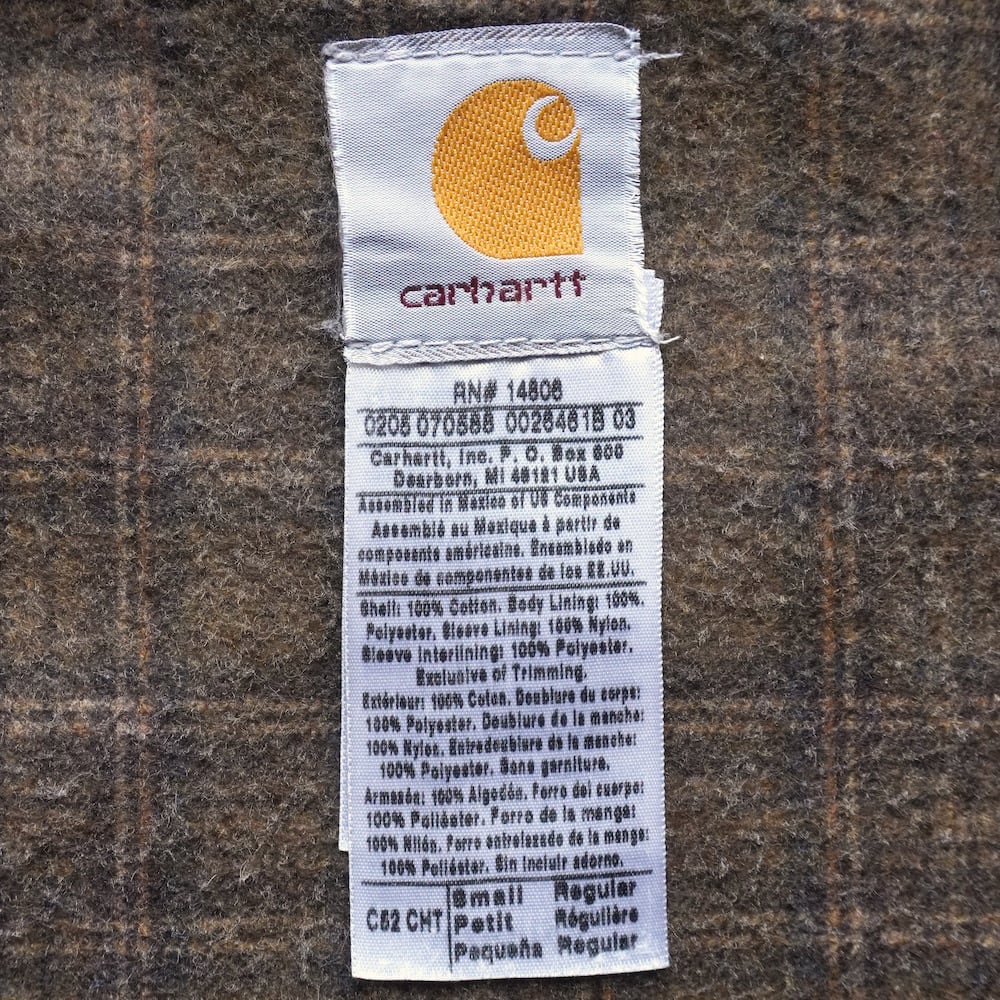 carhartt
RN# 14806
0205 070588 00264618 03
Carhartt, Inc. P. O. Box 600
Dearborn, MI 48121 USA
Assembled in Mexico of US Components
Assemblé au Mexique à partir de
composants américains. Ensamblado en
México de componentes de los EE.UU.
Shell: 100% Cotton. Body Lining: 100%.
Polyester. Sleeve Lining: 100% Nylon.
Sleeve Interlining: 100% Polyester.
Exclusive of Trimming.
Extérieur: 100% Coton. Doublure du corps:
100% Polyester. Doublure de la manche:
100% Nylon. Entredoublure de la manche:
100% Polyester. Sans garniture.
Armazón: 100% Algodón. Forro del cuerpo:
100% Poliéster. Forro de la manga:
100% Nilón. Forro entrelazado de la manga:
100% Poliéster. Sin incluir adorno.
C52 CHT Small Regular
Petit Régulière
Pequeña Regular